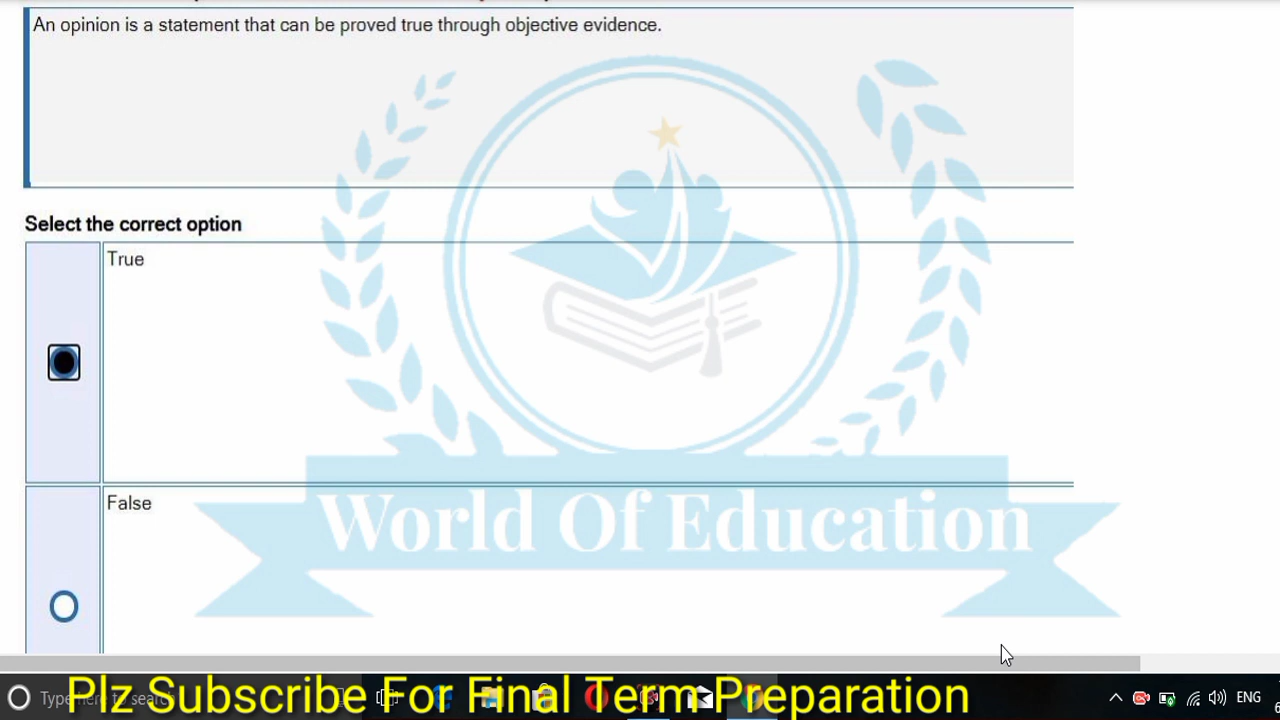 An opinion is a statement that can be proved true through objective evidence.
Select the correct option
True
False
World Of Education
Plz Subscribe For Final Term Preparation
ENG